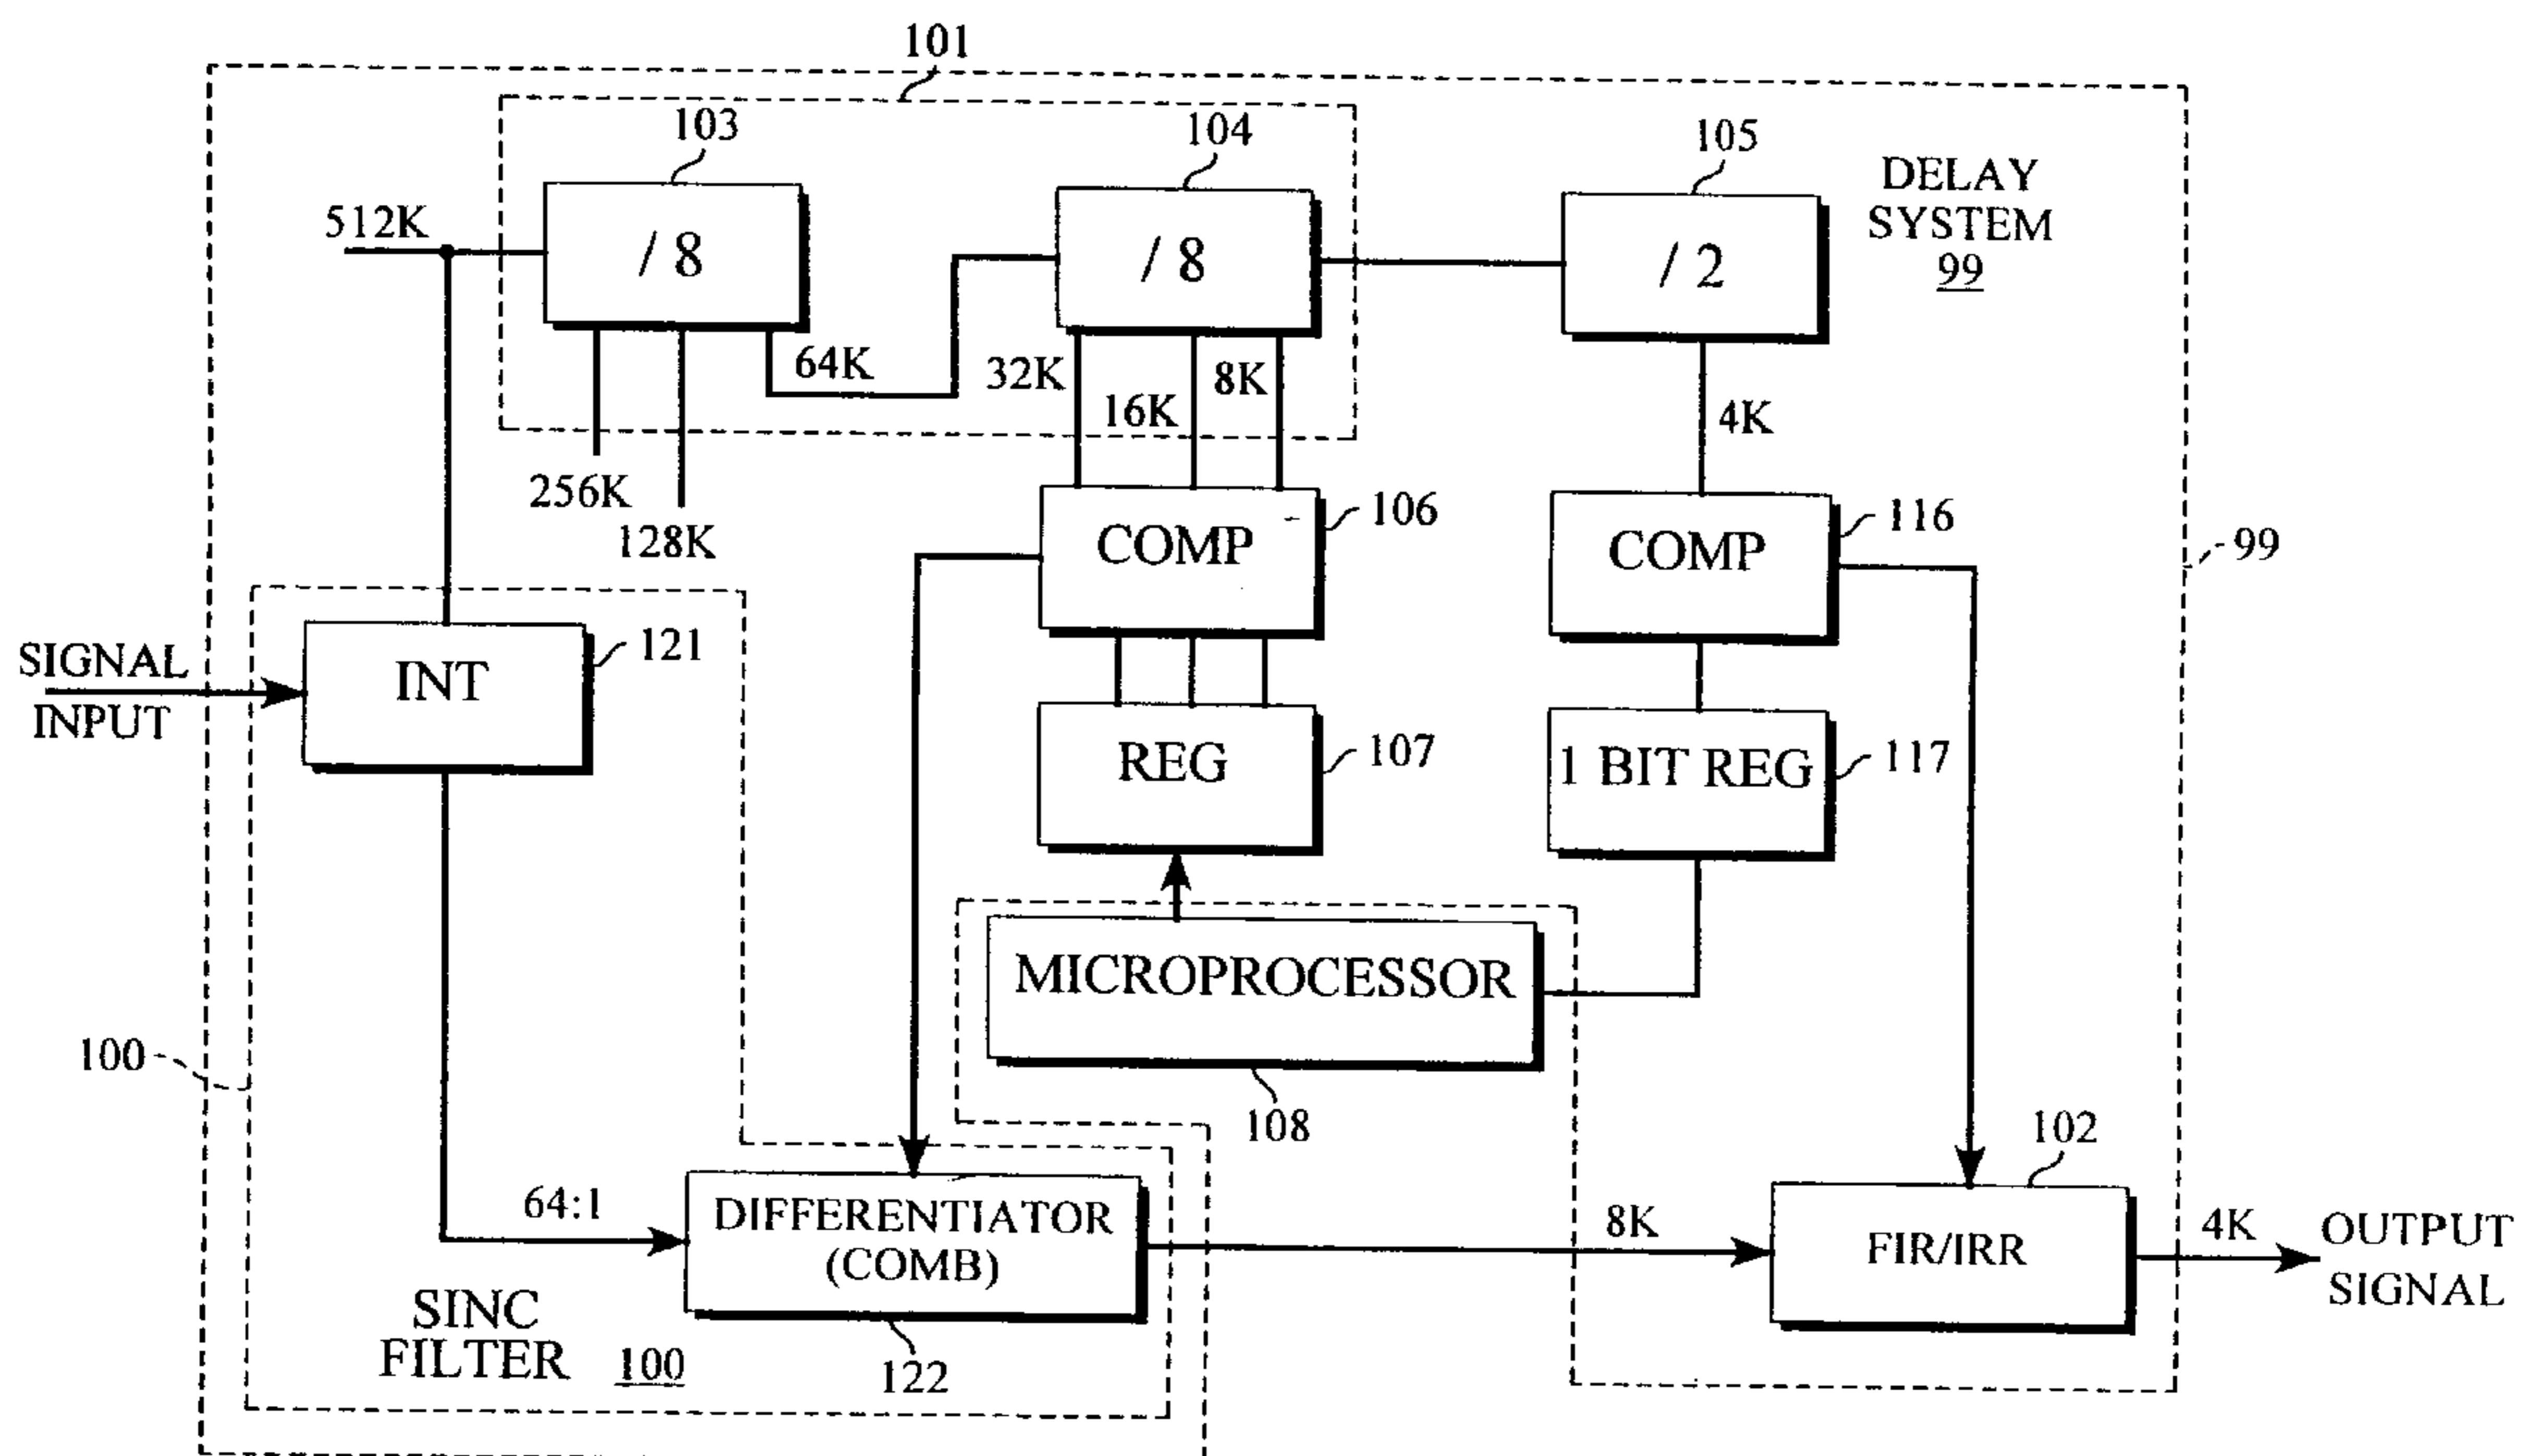 101
103
104
105
DELAY
SYSTEM
99
512K
/ 8
/ 8
/ 2
64K
32K
16K
8K
4K
256K
128K
COMP
106
COMP
116
99
SIGNAL
INPUT
INT
121
REG
107
1 BIT REG
117
MICROPROCESSOR
108
100
102
64:1
DIFFERENTIATOR
(COMB)
122
8K
FIR/IRR
4K
OUTPUT
SIGNAL
SINC
FILTER
100